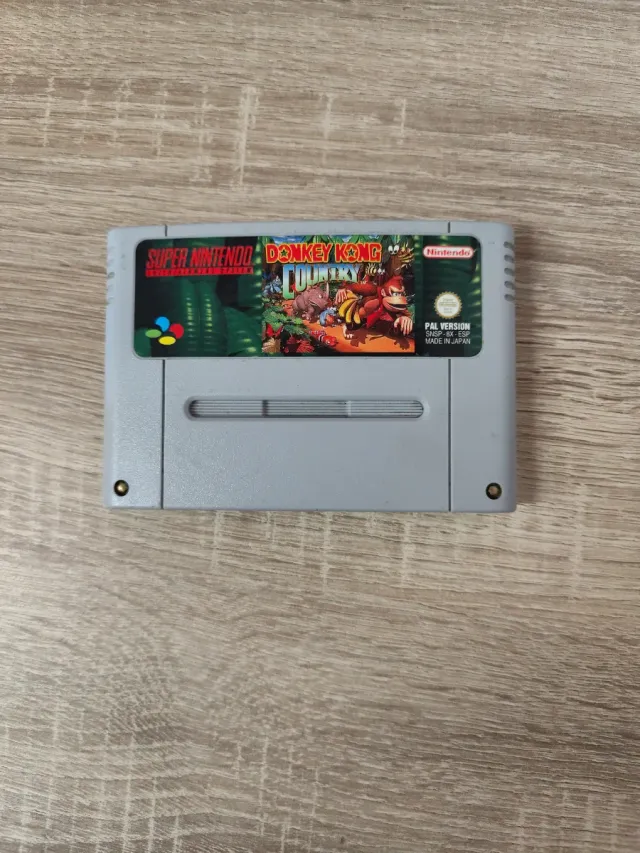 SUPER NINTENDO
ENTERTAINMENT SYSTEM
DONKEY KONG
COUNTRY
Nintendo
PAL VERSION
SNSP - 8X - ESP
MADE IN JAPAN